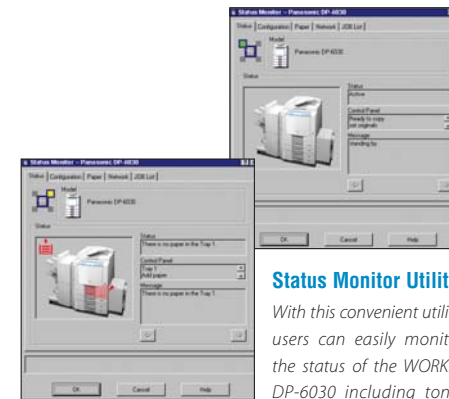 Status Monitor – Panasonic DP-6030
Status | Configuration | Paper | Network | JOB List
Model
Panasonic DP-6030
Status
Status
Active
Control Panel
Ready to copy
set originals
Message
standing by
OK
Cancel
Help
Status Monitor – Panasonic DP-6030
Status | Configuration | Paper | Network | JOB List
Model
Panasonic DP-6030
Status
Status
There is no paper in the Tray 1.
Control Panel
Tray 1
Add paper
Message
There is no paper in the Tray 1.
OK
Cancel
Help
Status Monitor Utilit
With this convenient utili
users can easily monit
the status of the WORK
DP-6030 including ton